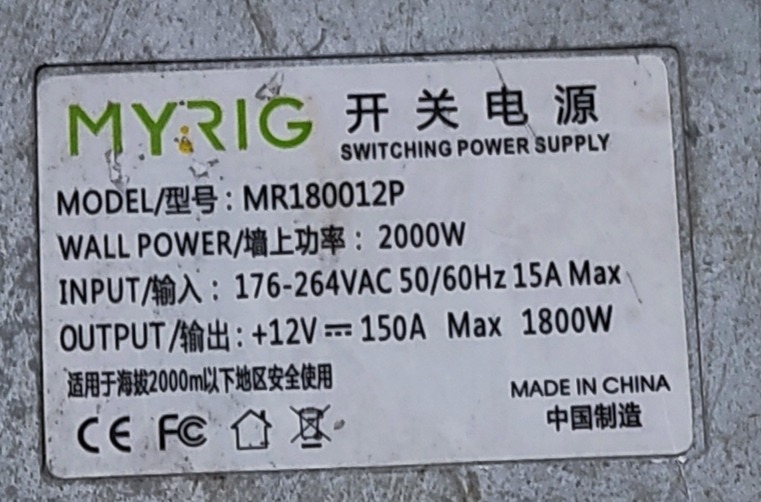 MYRIG 开关电源
SWITCHING POWER SUPPLY
MODEL/型号：MR180012P
WALL POWER/墙上功率：2000W
INPUT/输入：176-264VAC 50/60Hz 15A Max
OUTPUT/输出：+12V⎓150A Max 1800W
适用于海拔2000m以下地区安全使用
MADE IN CHINA
中国制造
CE FC